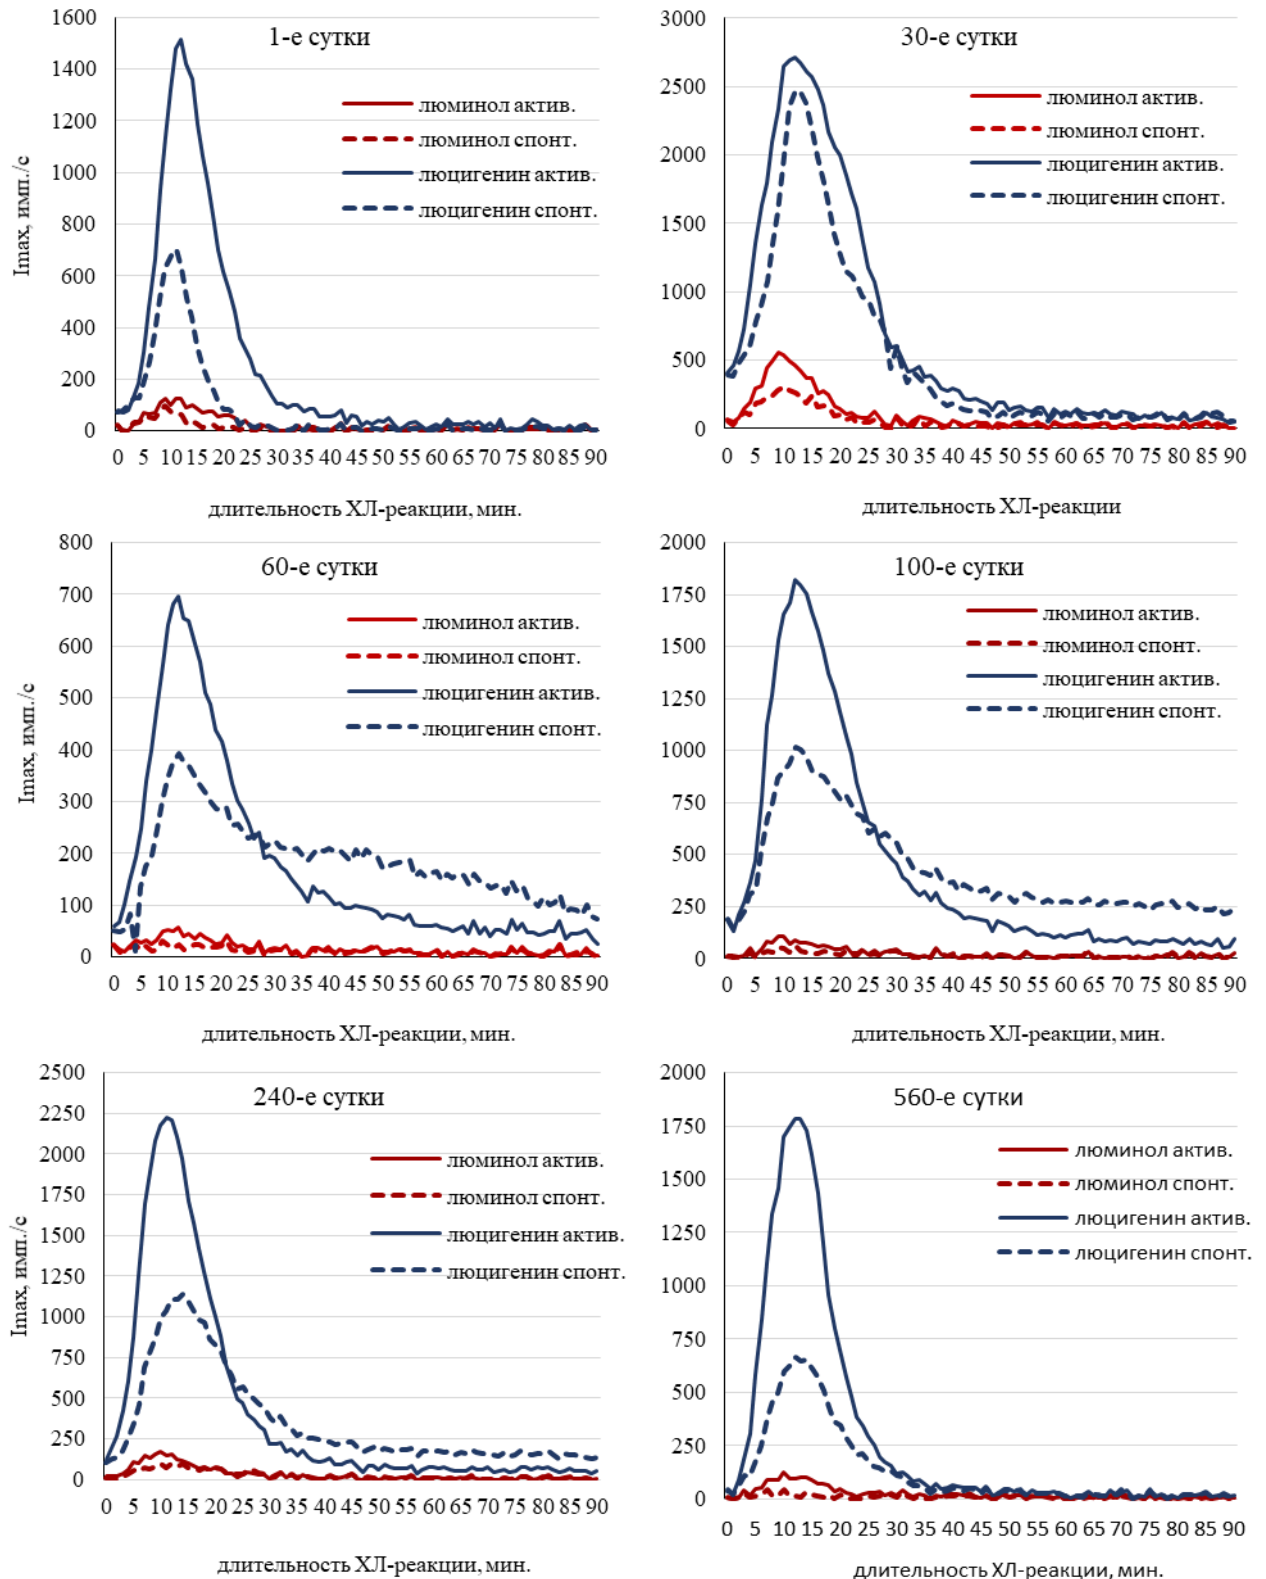 1-е сутки
Imax, имп./с
1600
1400
1200
1000
800
600
400
200
0
люминол актив.
люминол спонт.
люцигенин актив.
люцигенин спонт.
0 5 10 15 20 25 30 35 40 45 50 55 60 65 70 75 80 85 90
длительность ХЛ-реакции, мин.
30-е сутки
3000
2500
2000
1500
1000
500
0
люминол актив.
люминол спонт.
люцигенин актив.
люцигенин спонт.
0 5 10 15 20 25 30 35 40 45 50 55 60 65 70 75 80 85 90
длительность ХЛ-реакции
60-е сутки
Imax, имп./с
800
700
600
500
400
300
200
100
0
люминол актив.
люминол спонт.
люцигенин актив.
люцигенин спонт.
0 5 10 15 20 25 30 35 40 45 50 55 60 65 70 75 80 85 90
длительность ХЛ-реакции, мин.
100-е сутки
2000
1750
1500
1250
1000
750
500
250
0
люминол актив.
люминол спонт.
люцигенин актив.
люцигенин спонт.
0 5 10 15 20 25 30 35 40 45 50 55 60 65 70 75 80 85 90
длительность ХЛ-реакции, мин.
240-е сутки
Imax, имп./с
2500
2250
2000
1750
1500
1250
1000
750
500
250
0
люминол актив.
люминол спонт.
люцигенин актив.
люцигенин спонт.
0 5 10 15 20 25 30 35 40 45 50 55 60 65 70 75 80 85 90
длительность ХЛ-реакции, мин.
560-е сутки
2000
1750
1500
1250
1000
750
500
250
0
люминол актив.
люминол спонт.
люцигенин актив.
люцигенин спонт.
0 5 10 15 20 25 30 35 40 45 50 55 60 65 70 75 80 85 90
длительность ХЛ-реакции, мин.